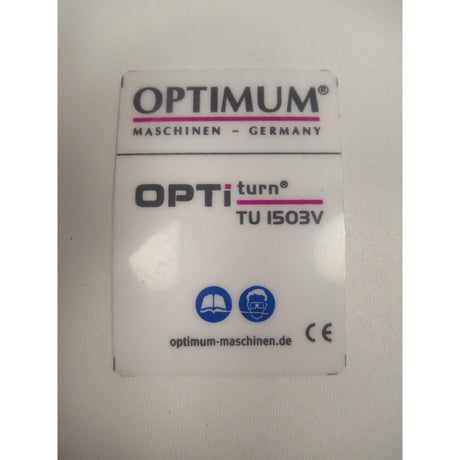 OPTIMUM®
MASCHINEN - GERMANY
OPTi turn®
TU 1503V
optimum-maschinen.de
CE